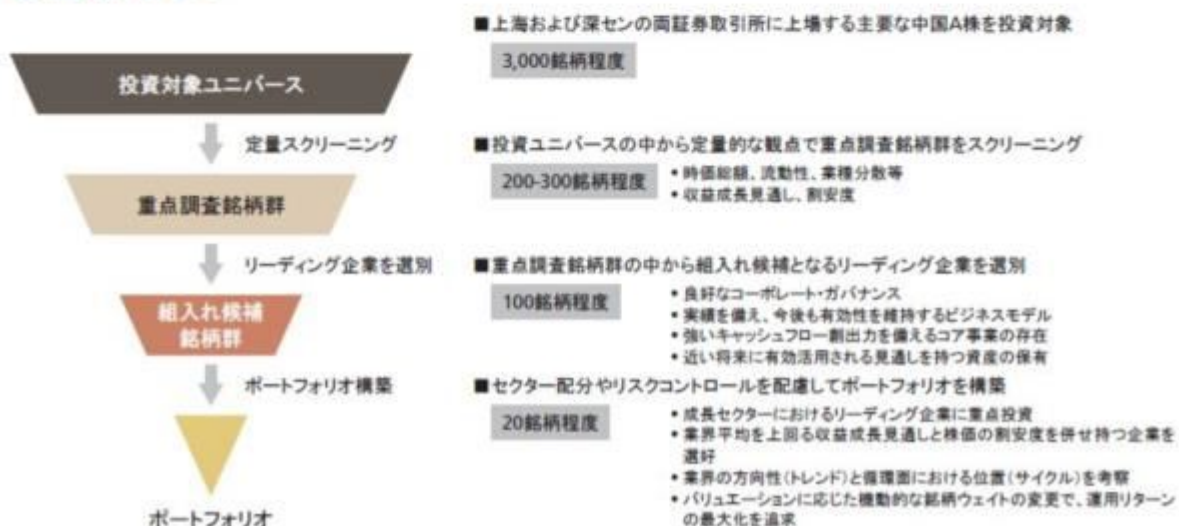 ■上海および深センの両証券取引所に上場する主要な中国A株を投資対象
3,000銘柄程度
投資対象ユニバース
定量スクリーニング
■投資ユニバースの中から定量的な観点で重点調査銘柄群をスクリーニング
200-300銘柄程度
• 時価総額、流動性、業種分散等
• 収益成長見通し、割安度
重点調査銘柄群
リーディング企業を選別
■重点調査銘柄群の中から組入れ候補となるリーディング企業を選別
100銘柄程度
• 良好なコーポレート・ガバナンス
• 実績を備え、今後も有効性を維持するビジネスモデル
• 強いキャッシュフロー創出力を備えるコア事業の存在
• 近い将来に有効活用される見通しを持つ資産の保有
組入れ候補
銘柄群
ポートフォリオ構築
■セクター配分やリスクコントロールを配慮してポートフォリオを構築
20銘柄程度
• 成長セクターにおけるリーディング企業に重点投資
• 業界平均を上回る収益成長見通しと株価の割安度を併せ持つ企業を
選好
• 業界の方向性(トレンド)と循環面における位置(サイクル)を考察
• バリュエーションに応じた機動的な銘柄ウェイトの変更で、運用リターン
の最大化を追求
ポートフォリオ